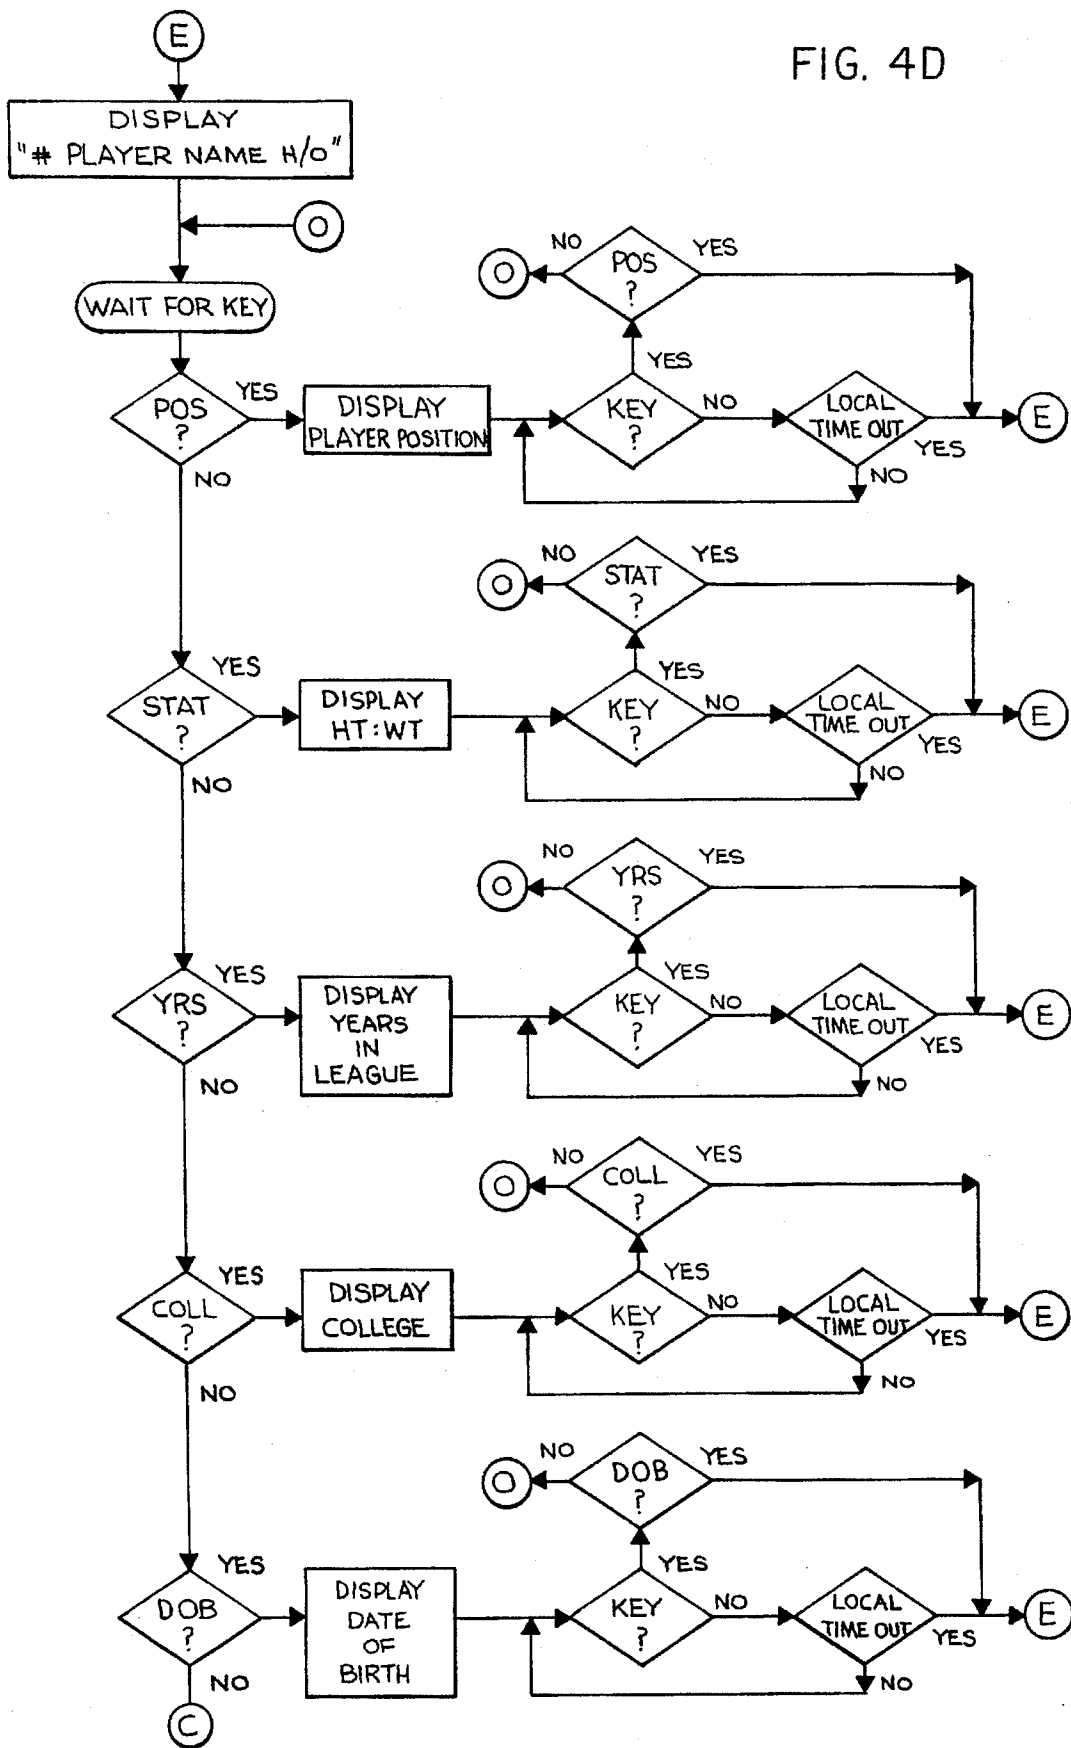 FIG. 4D
E
DISPLAY
"# PLAYER NAME H/O"
O
WAIT FOR KEY
POS
?
YES
NO
DISPLAY
PLAYER POSITION
KEY
?
YES
NO
POS
?
NO
YES
O
LOCAL
TIME OUT
YES
NO
E
STAT
?
YES
NO
DISPLAY
HT:WT
KEY
?
YES
NO
STAT
?
NO
YES
O
LOCAL
TIME OUT
YES
NO
E
YRS
?
YES
NO
DISPLAY
YEARS
IN
LEAGUE
KEY
?
YES
NO
YRS
?
NO
YES
O
LOCAL
TIME OUT
YES
NO
E
COLL
?
YES
NO
DISPLAY
COLLEGE
KEY
?
YES
NO
COLL
?
NO
YES
O
LOCAL
TIME OUT
YES
NO
E
DOB
?
YES
NO
DISPLAY
DATE
OF
BIRTH
KEY
?
YES
NO
DOB
?
NO
YES
O
LOCAL
TIME OUT
YES
NO
E
C